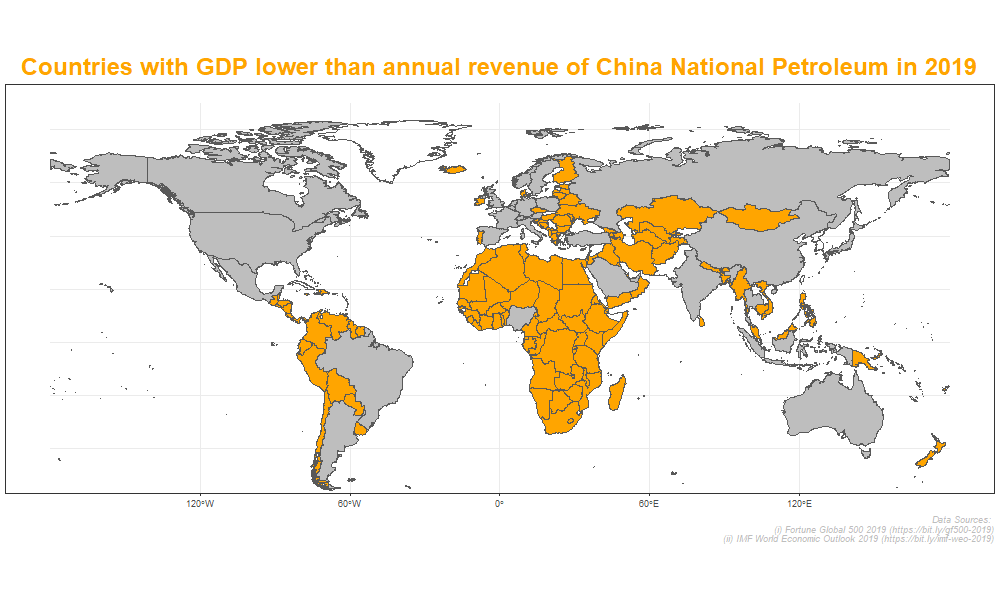 Countries with GDP lower than annual revenue of China National Petroleum in 2019
120°W 60°W 0° 60°E 120°E
Data Sources:
(i) Fortune Global 500 2019 (https://bit.ly/gf500-2019)
(ii) IMF World Economic Outlook 2019 (https://bit.ly/imf-weo-2019)